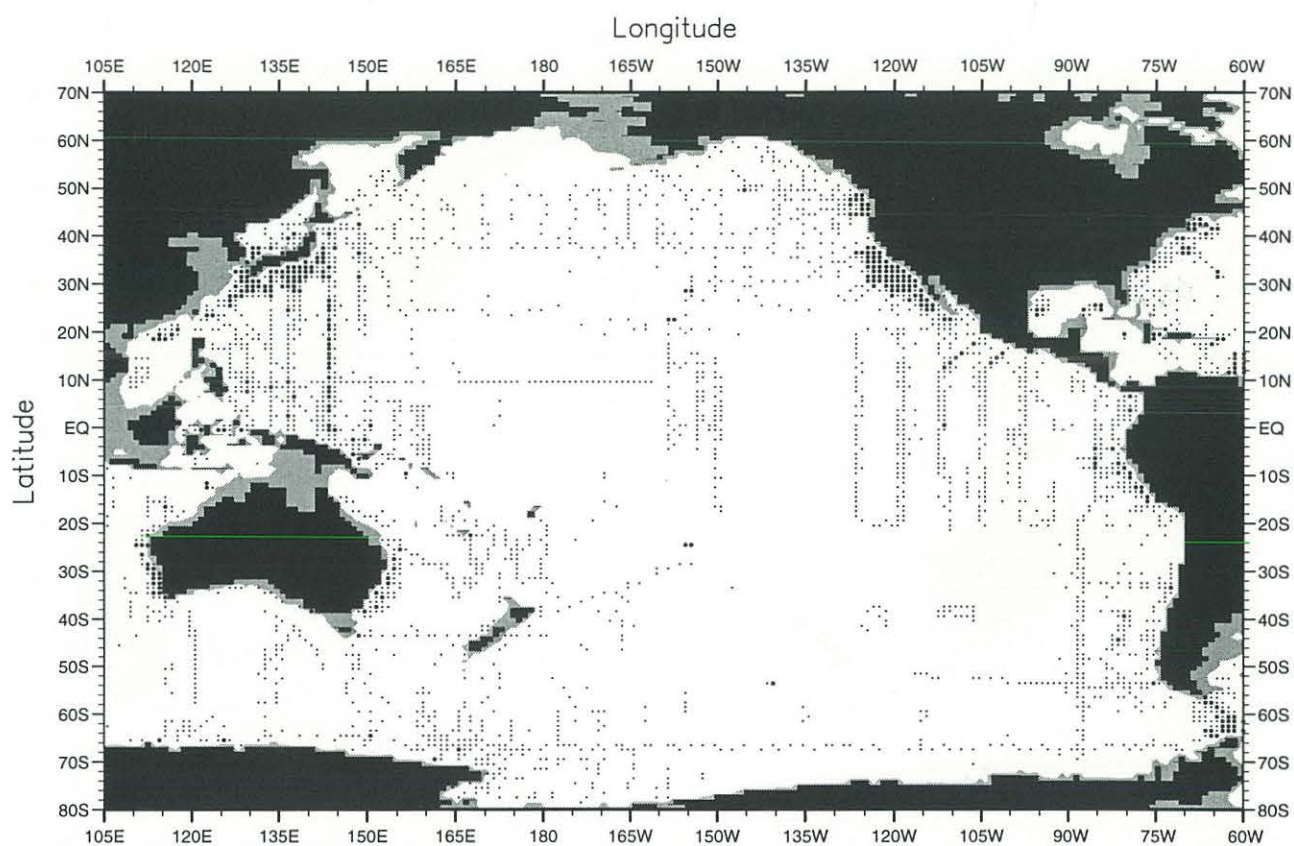 Longitude
105E 120E 135E 150E 165E 180 165W 150W 135W 120W 105W 90W 75W 60W
70N 70N
60N 60N
50N 50N
40N 40N
30N 30N
20N 20N
10N 10N
EQ EQ
10S 10S
20S 20S
30S 30S
40S 40S
50S 50S
60S 60S
70S 70S
80S 80S
Latitude
105E 120E 135E 150E 165E 180 165W 150W 135W 120W 105W 90W 75W 60W